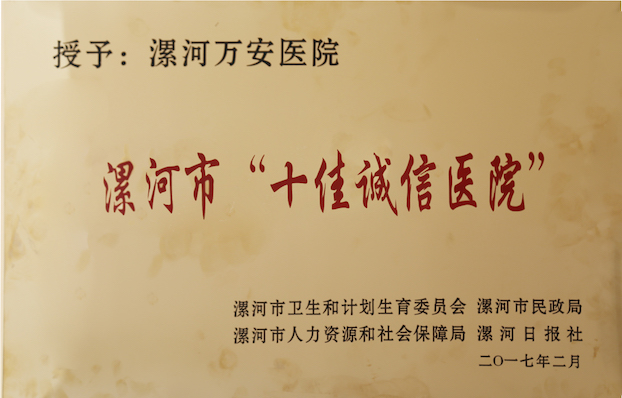 授予：漯河万安医院
漯河市“十佳诚信医院”
漯河市卫生和计划生育委员会 漯河市民政局
漯河市人力资源和社会保障局 漯河日报社
二〇一七年二月